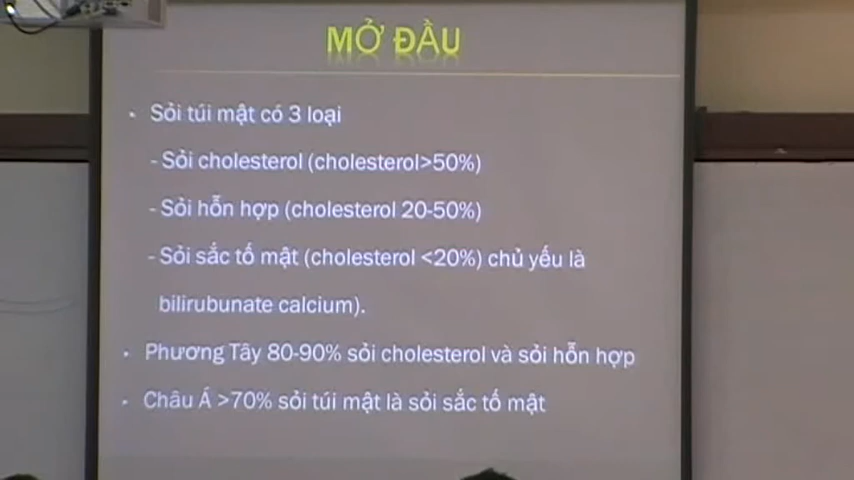 MỞ ĐẦU
• Sỏi túi mật có 3 loại
- Sỏi cholesterol (cholesterol>50%)
- Sỏi hỗn hợp (cholesterol 20-50%)
- Sỏi sắc tố mật (cholesterol <20%) chủ yếu là
bilirubunate calcium).
• Phương Tây 80-90% sỏi cholesterol và sỏi hỗn hợp
• Châu Á >70% sỏi túi mật là sỏi sắc tố mật